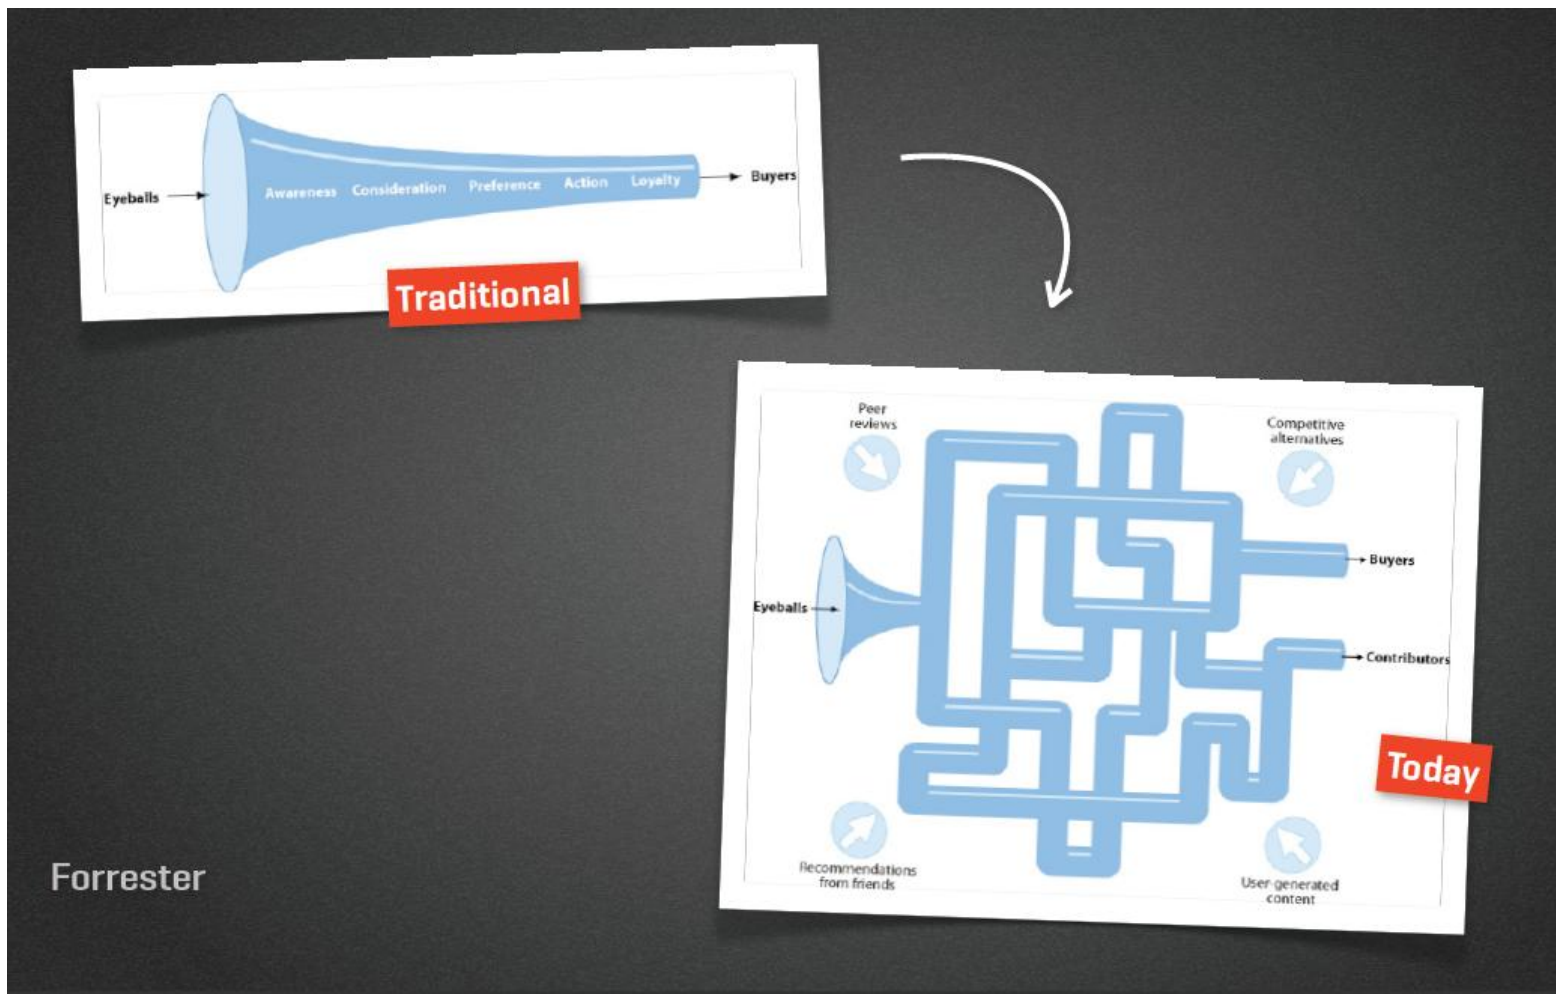 Eyeballs
Awareness Consideration Preference Action Loyalty
Buyers
Traditional
Peer
reviews
Competitive
alternatives
Eyeballs
Buyers
Contributors
Today
Recommendations
from friends
User-generated
content
Forrester